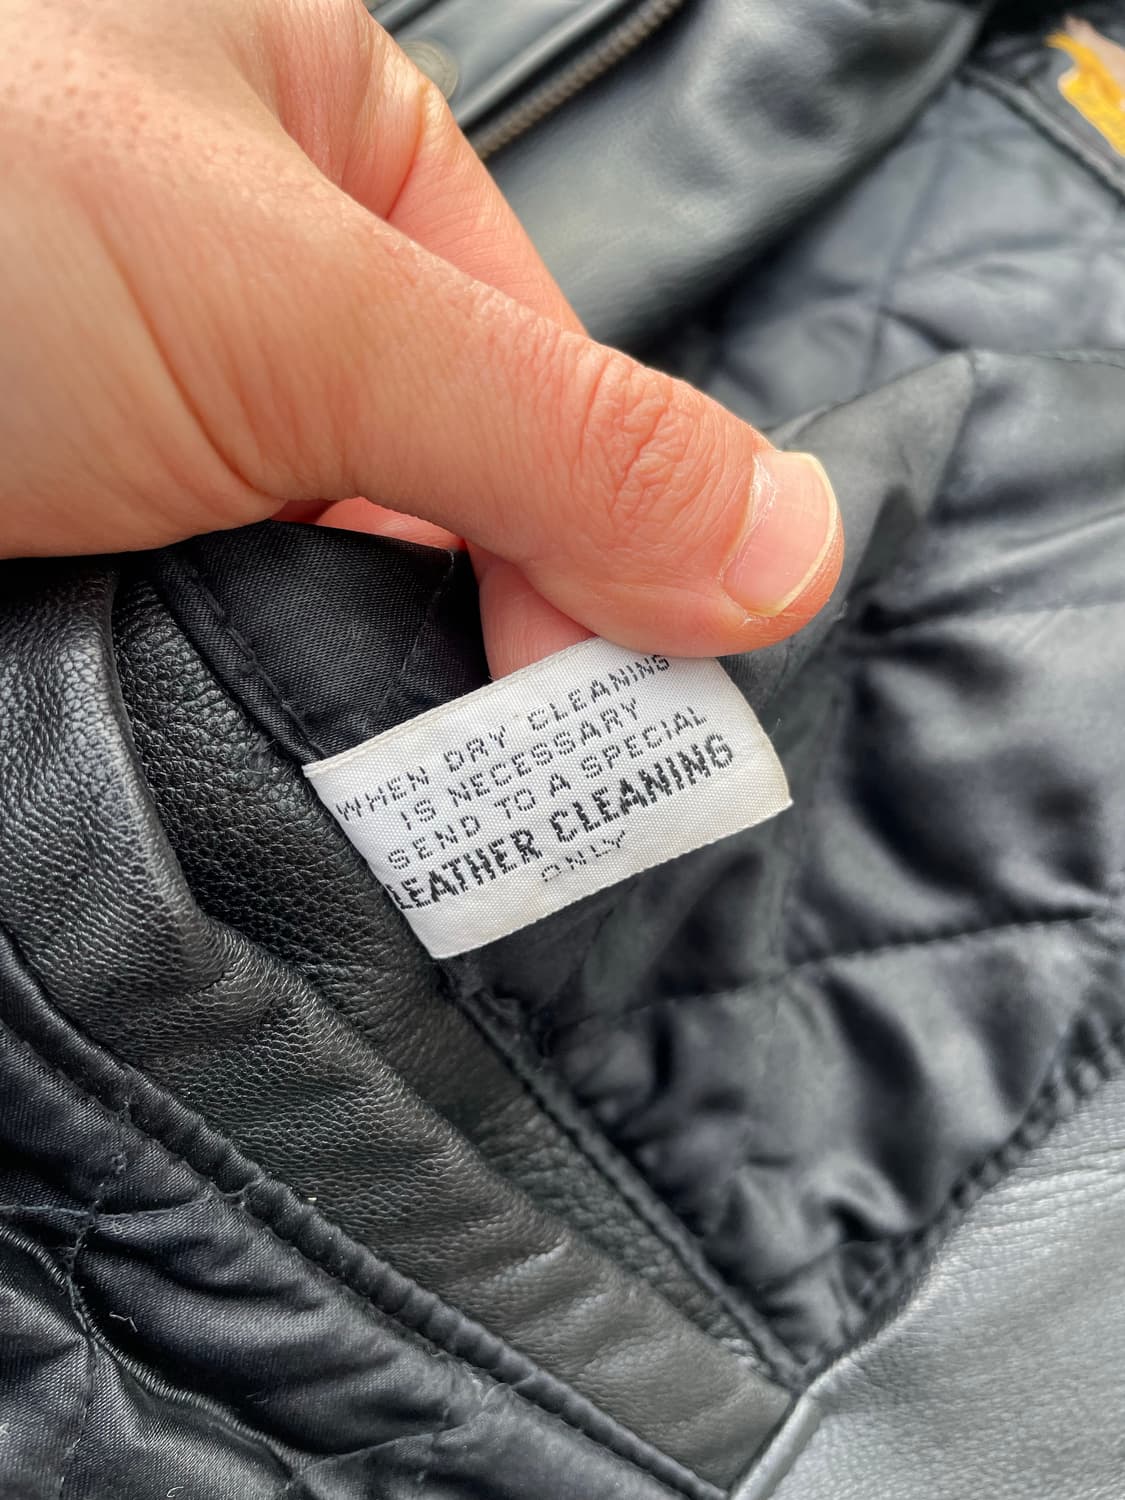 WHEN DRY CLEANING
IS NECESSARY
SEND TO A SPECIAL
LEATHER CLEANING
ONLY